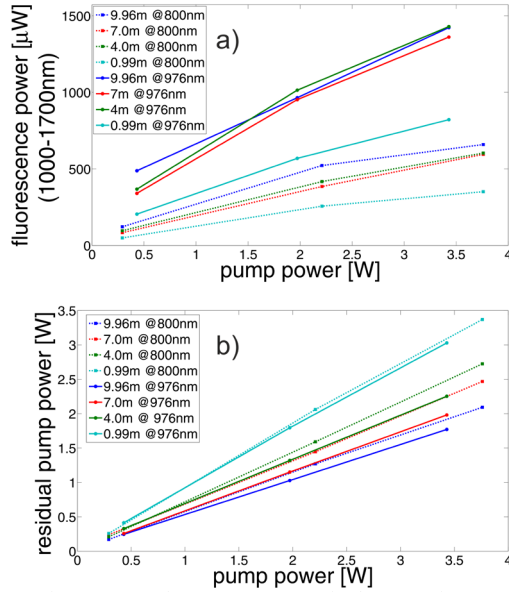 1500
1000
500
0
fluorescence power [µW]
(1000-1700nm)
a)
9.96m @800nm
7.0m @800nm
4.0m @800nm
0.99m @800nm
9.96m @976nm
7m @976nm
4m @976nm
0.99m @976nm
0 0.5 1 1.5 2 2.5 3 3.5 4
pump power [W]
3.5
3
2.5
2
1.5
1
0.5
0
residual pump power [W]
b)
9.96m @800nm
7.0m @800nm
4.0m @800nm
0.99m @800nm
9.96m @976nm
7.0m @976nm
4.0m @ 976nm
0.99m @976nm
0 0.5 1 1.5 2 2.5 3 3.5 4
pump power [W]